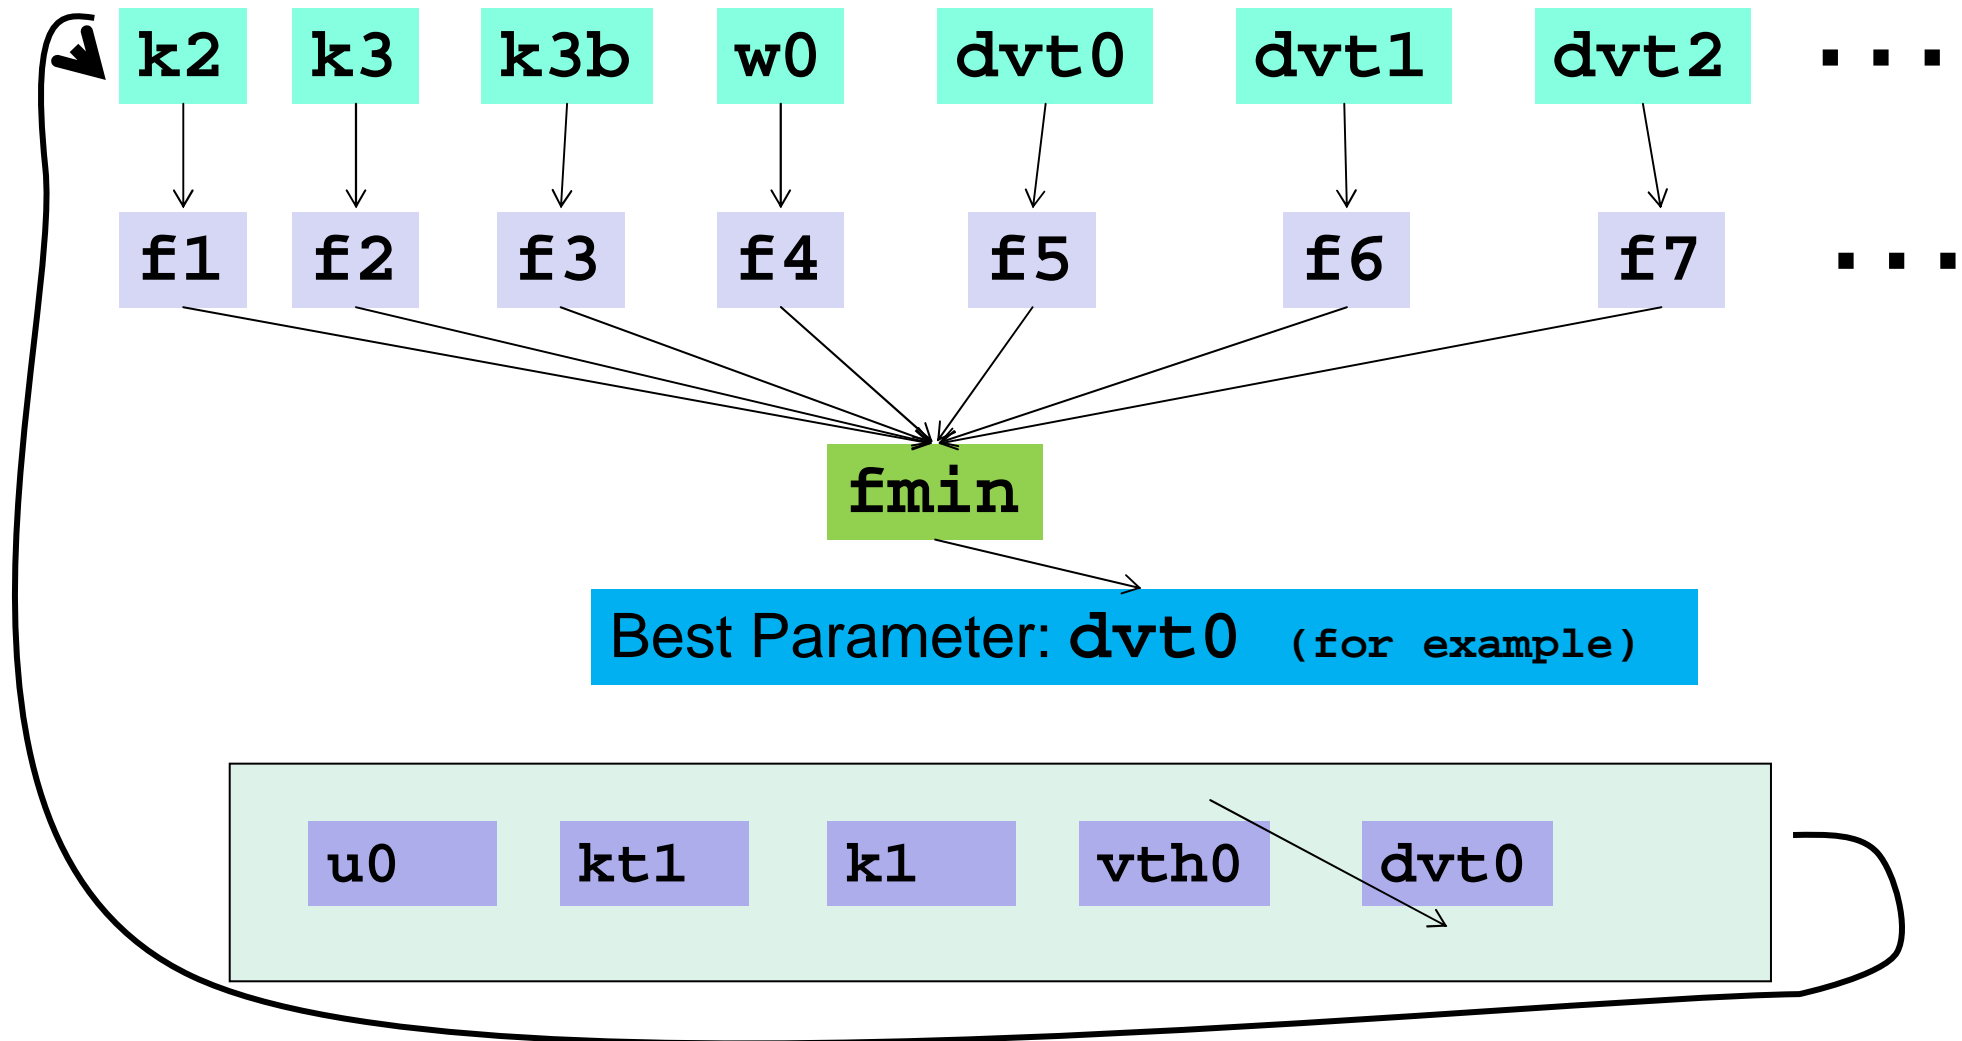 k2 k3 k3b w0 dvt0 dvt1 dvt2 ...
f1 f2 f3 f4 f5 f6 f7 ...
fmin
Best Parameter: dvt0 (for example)
u0 kt1 k1 vth0 dvt0